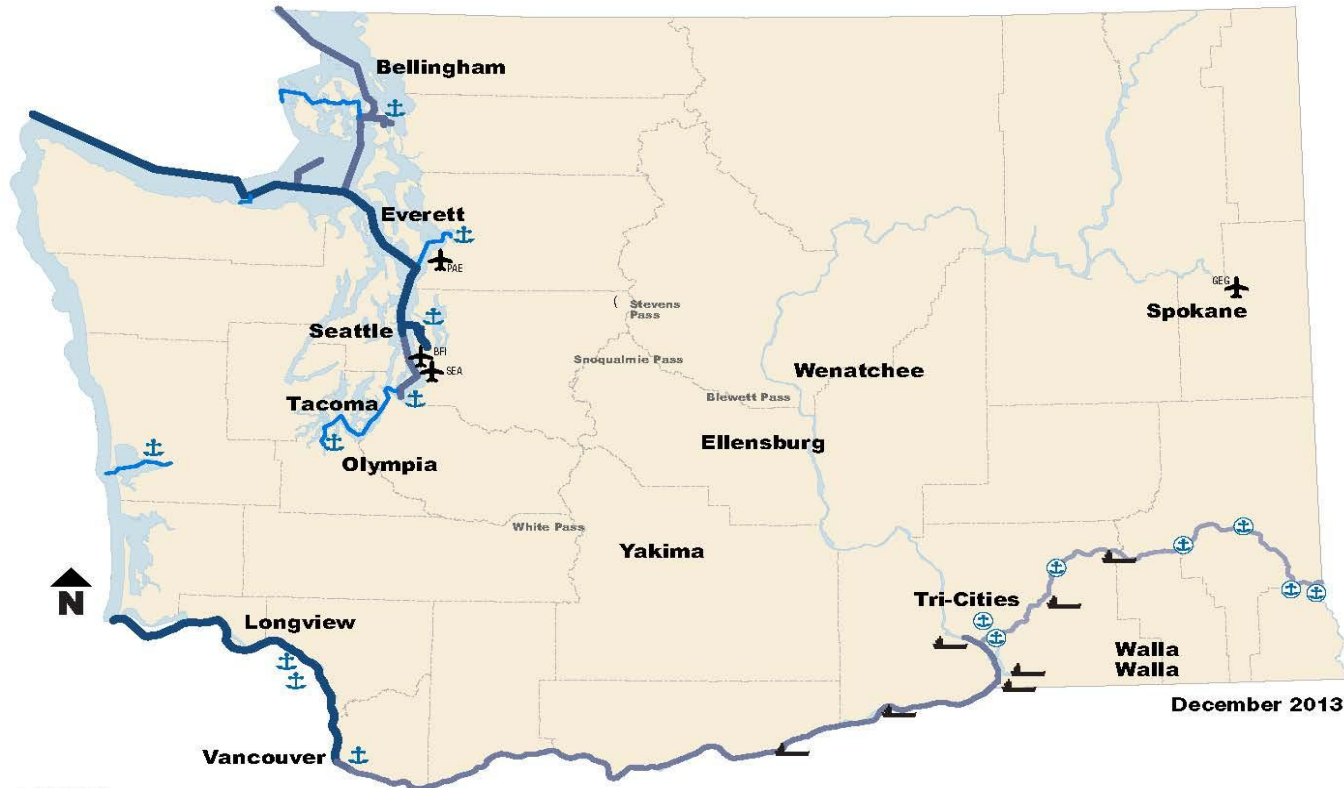 Bellingham
Everett
PAE
Stevens
Pass
GEG
Spokane
Seattle
BFI
SEA
Snoqualmie Pass
Wenatchee
Blewett Pass
Tacoma
Ellensburg
Olympia
White Pass
Yakima
N
Tri-Cities
Longview
Walla
Walla
December 2013
Vancouver